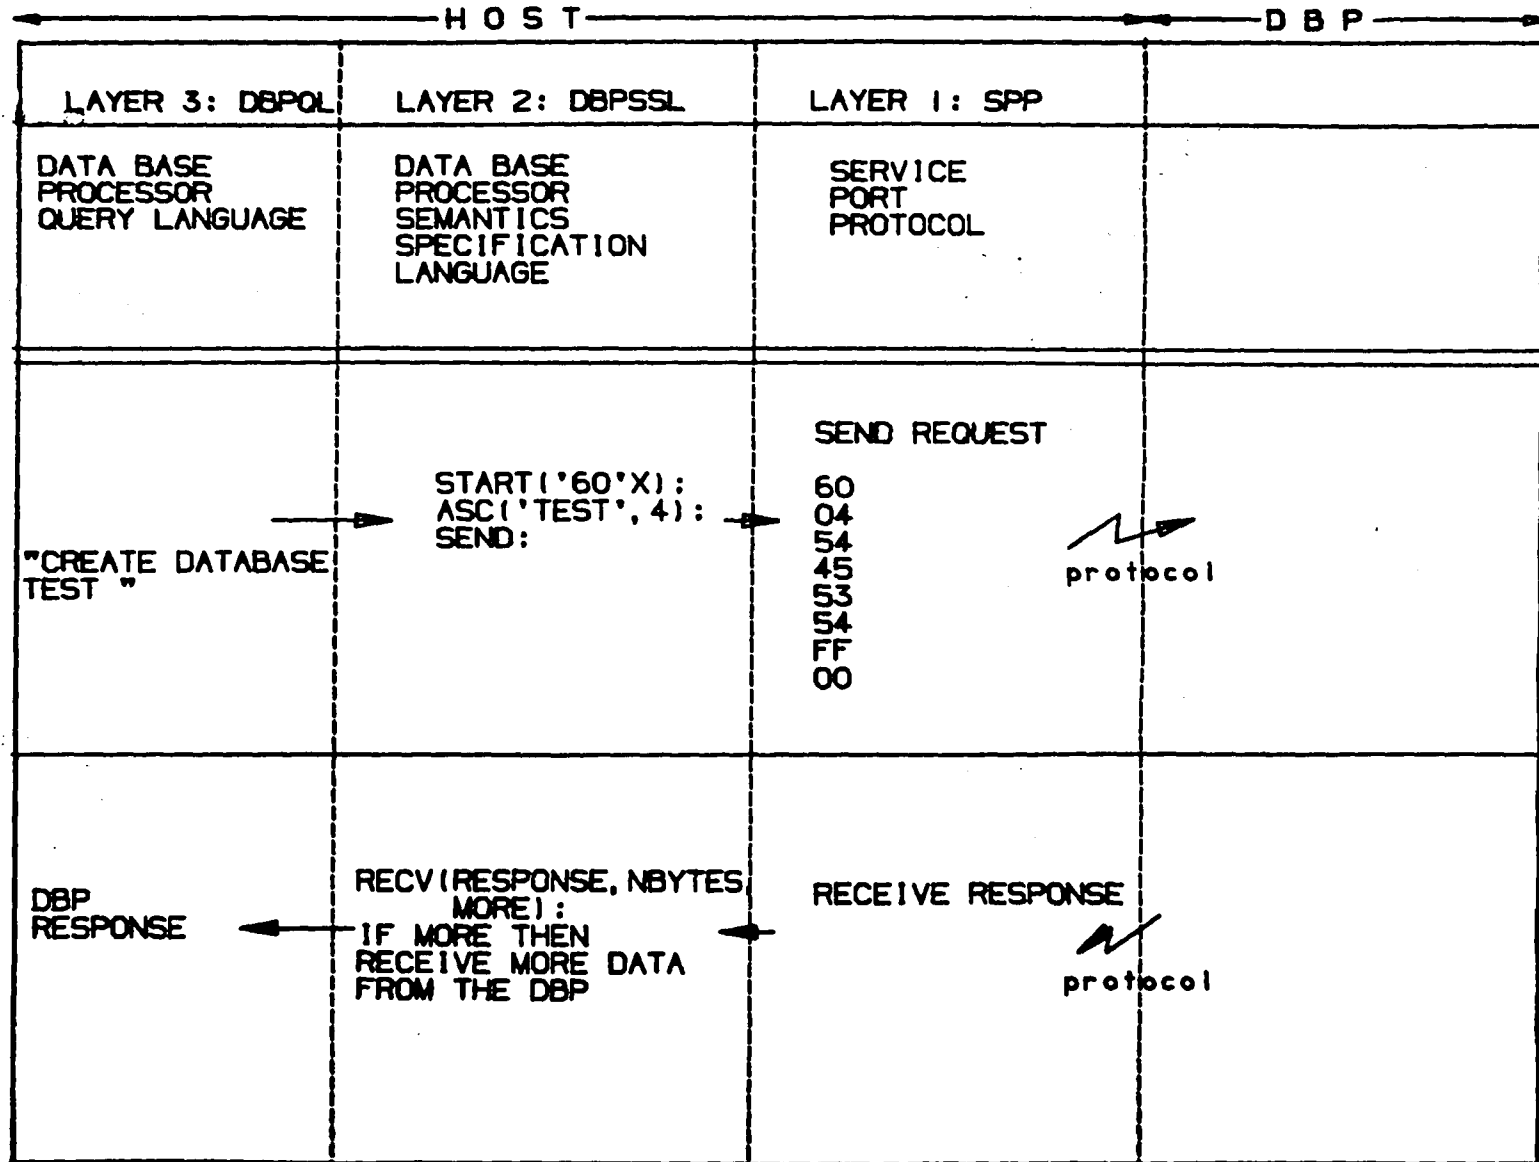 H O S T
D B P
LAYER 3: DBPQL
LAYER 2: DBPSSL
LAYER 1: SPP
DATA BASE
PROCESSOR
QUERY LANGUAGE
DATA BASE
PROCESSOR
SEMANTICS
SPECIFICATION
LANGUAGE
SERVICE
PORT
PROTOCOL
"CREATE DATABASE
TEST "
START('60'X);
ASC('TEST',4);
SEND;
SEND REQUEST
60
04
54
45
53
54
FF
00
protocol
DBP
RESPONSE
RECV(RESPONSE,NBYTES,
MORE);
IF MORE THEN
RECEIVE MORE DATA
FROM THE DBP
RECEIVE RESPONSE
protocol